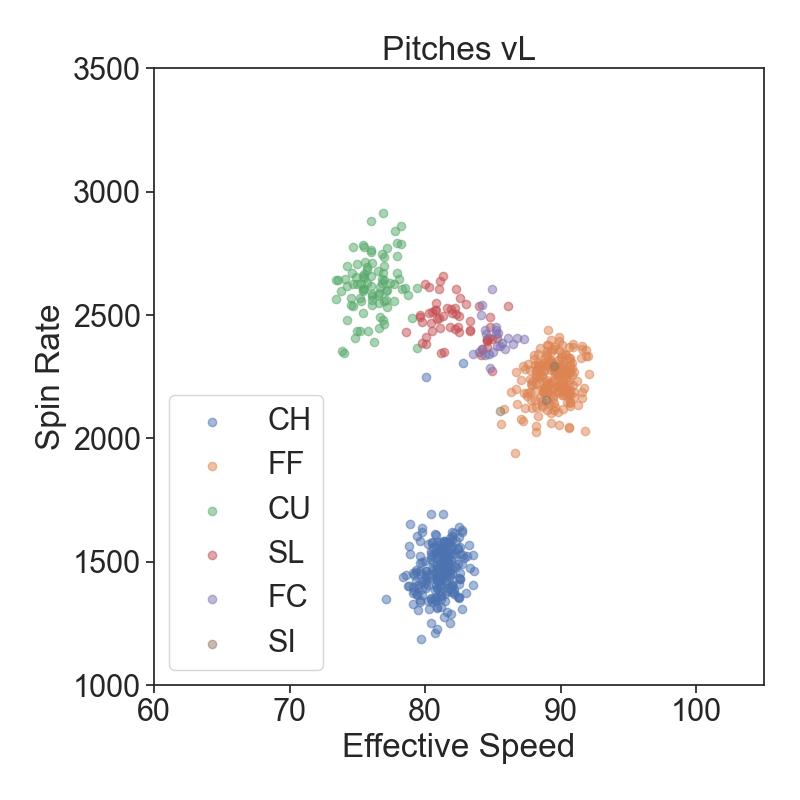 Pitches vL
3500
3000
2500
2000
1500
1000
Spin Rate
CH
FF
CU
SL
FC
SI
60 70 80 90 100
Effective Speed